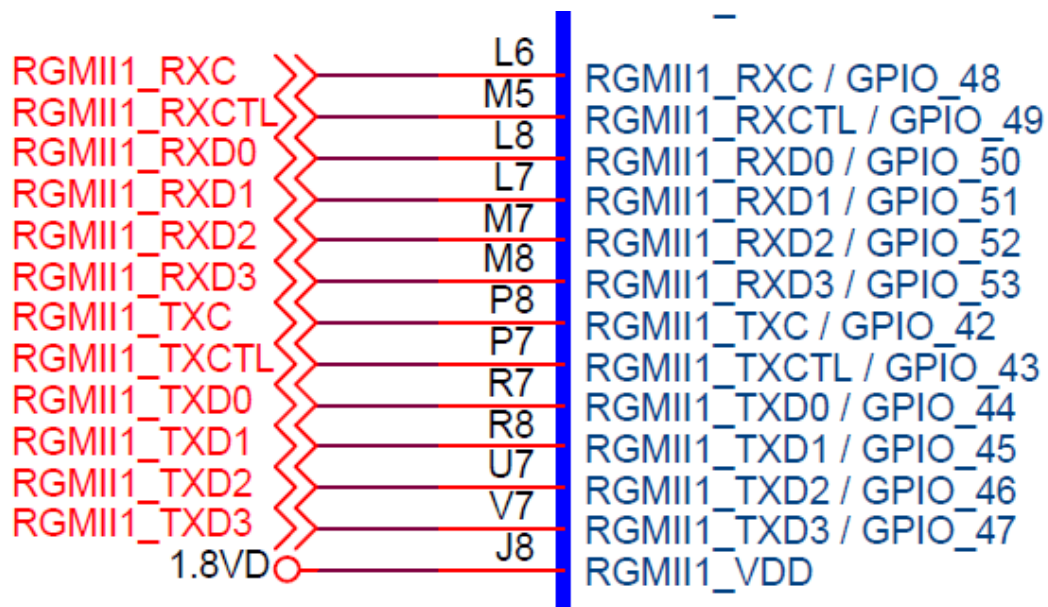 RGMII1_RXC L6 RGMII1_RXC / GPIO_48
RGMII1_RXCTL M5 RGMII1_RXCTL / GPIO_49
RGMII1_RXD0 L8 RGMII1_RXD0 / GPIO_50
RGMII1_RXD1 L7 RGMII1_RXD1 / GPIO_51
RGMII1_RXD2 M7 RGMII1_RXD2 / GPIO_52
RGMII1_RXD3 M8 RGMII1_RXD3 / GPIO_53
RGMII1_TXC P8 RGMII1_TXC / GPIO_42
RGMII1_TXCTL P7 RGMII1_TXCTL / GPIO_43
RGMII1_TXD0 R7 RGMII1_TXD0 / GPIO_44
RGMII1_TXD1 R8 RGMII1_TXD1 / GPIO_45
RGMII1_TXD2 U7 RGMII1_TXD2 / GPIO_46
RGMII1_TXD3 V7 RGMII1_TXD3 / GPIO_47
1.8VD J8 RGMII1_VDD